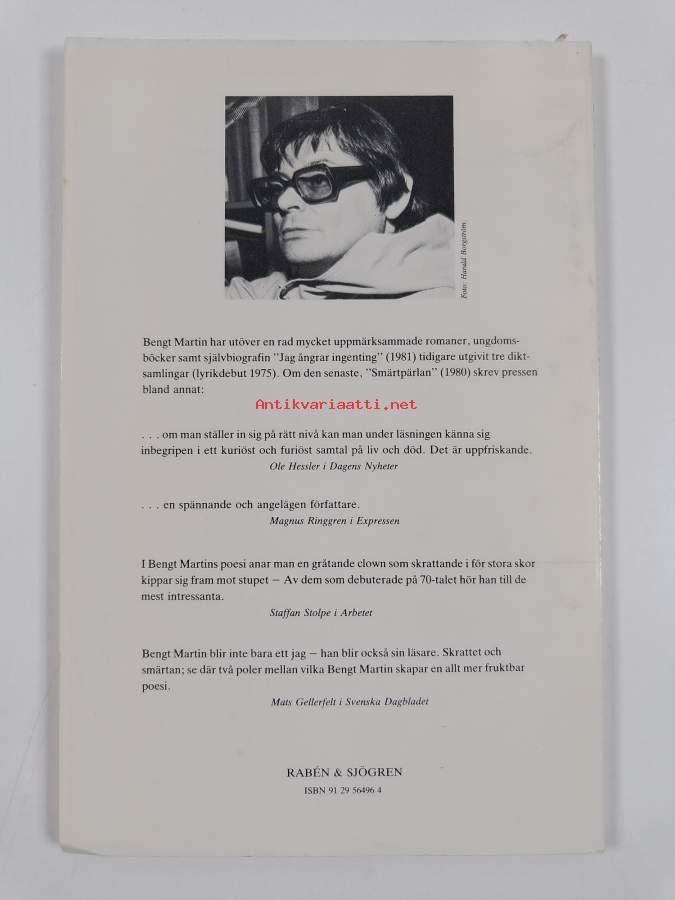 Foto: Harald Borgström
Bengt Martin har utöver en rad mycket uppmärksammade romaner, ungdoms-
böcker samt självbiografin "Jag ångrar ingenting" (1981) tidigare utgivit tre dikt-
samlingar (lyrikdebut 1975). Om den senaste, "Smärtpärlan" (1980) skrev pressen
bland annat:
Antikvariaatti.net
. . . om man ställer in sig på rätt nivå kan man under läsningen känna sig
inbegripen i ett kuriöst och furiöst samtal på liv och död. Det är uppfriskande.
Ole Hessler i Dagens Nyheter
. . . en spännande och angelägen författare.
Magnus Ringgren i Expressen
I Bengt Martins poesi anar man en gråtande clown som skrattande i för stora skor
kippar sig fram mot stupet – Av dem som debuterade på 70-talet hör han till de
mest intressanta.
Staffan Stolpe i Arbetet
Bengt Martin blir inte bara ett jag – han blir också sin läsare. Skrattet och
smärtan; se där två poler mellan vilka Bengt Martin skapar en allt mer fruktbar
poesi.
Mats Gellerfelt i Svenska Dagbladet
RABÉN & SJÖGREN
ISBN 91 29 56496 4